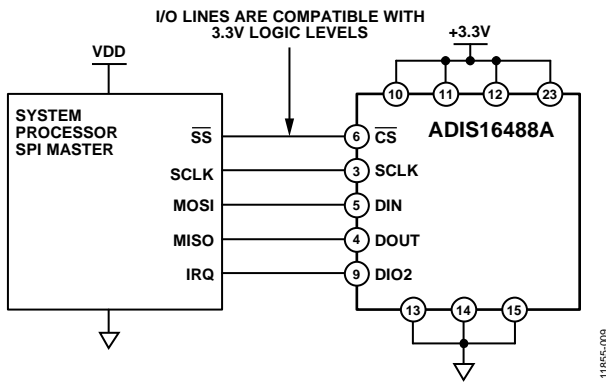 I/O LINES ARE COMPATIBLE WITH
3.3V LOGIC LEVELS
VDD
+3.3V
10
11
12
23
SYSTEM
PROCESSOR
SPI MASTER
ADIS16488A
SS
6
CS
SCLK
3
SCLK
MOSI
5
DIN
MISO
4
DOUT
IRQ
9
DIO2
13
14
15
11855-009